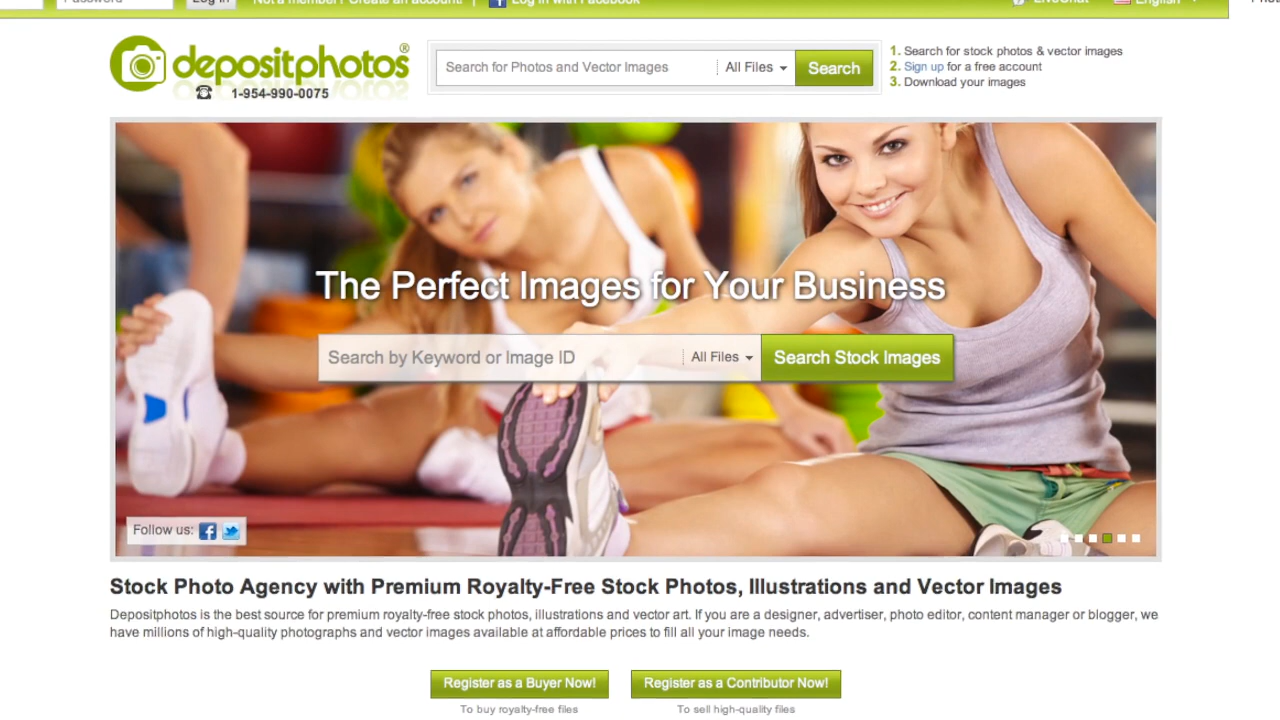 Password
Log in
Not a member? Create an account! | Log in with Facebook
LiveChat
English
depositphotos®
1-954-990-0075
Search for Photos and Vector Images
All Files
Search
1. Search for stock photos & vector images
2. Sign up for a free account
3. Download your images
The Perfect Images for Your Business
Search by Keyword or Image ID
All Files
Search Stock Images
Follow us:
Stock Photo Agency with Premium Royalty-Free Stock Photos, Illustrations and Vector Images
Depositphotos is the best source for premium royalty-free stock photos, illustrations and vector art. If you are a designer, advertiser, photo editor, content manager or blogger, we
have millions of high-quality photographs and vector images available at affordable prices to fill all your image needs.
Register as a Buyer Now!
Register as a Contributor Now!
To buy royalty-free files
To sell high-quality files